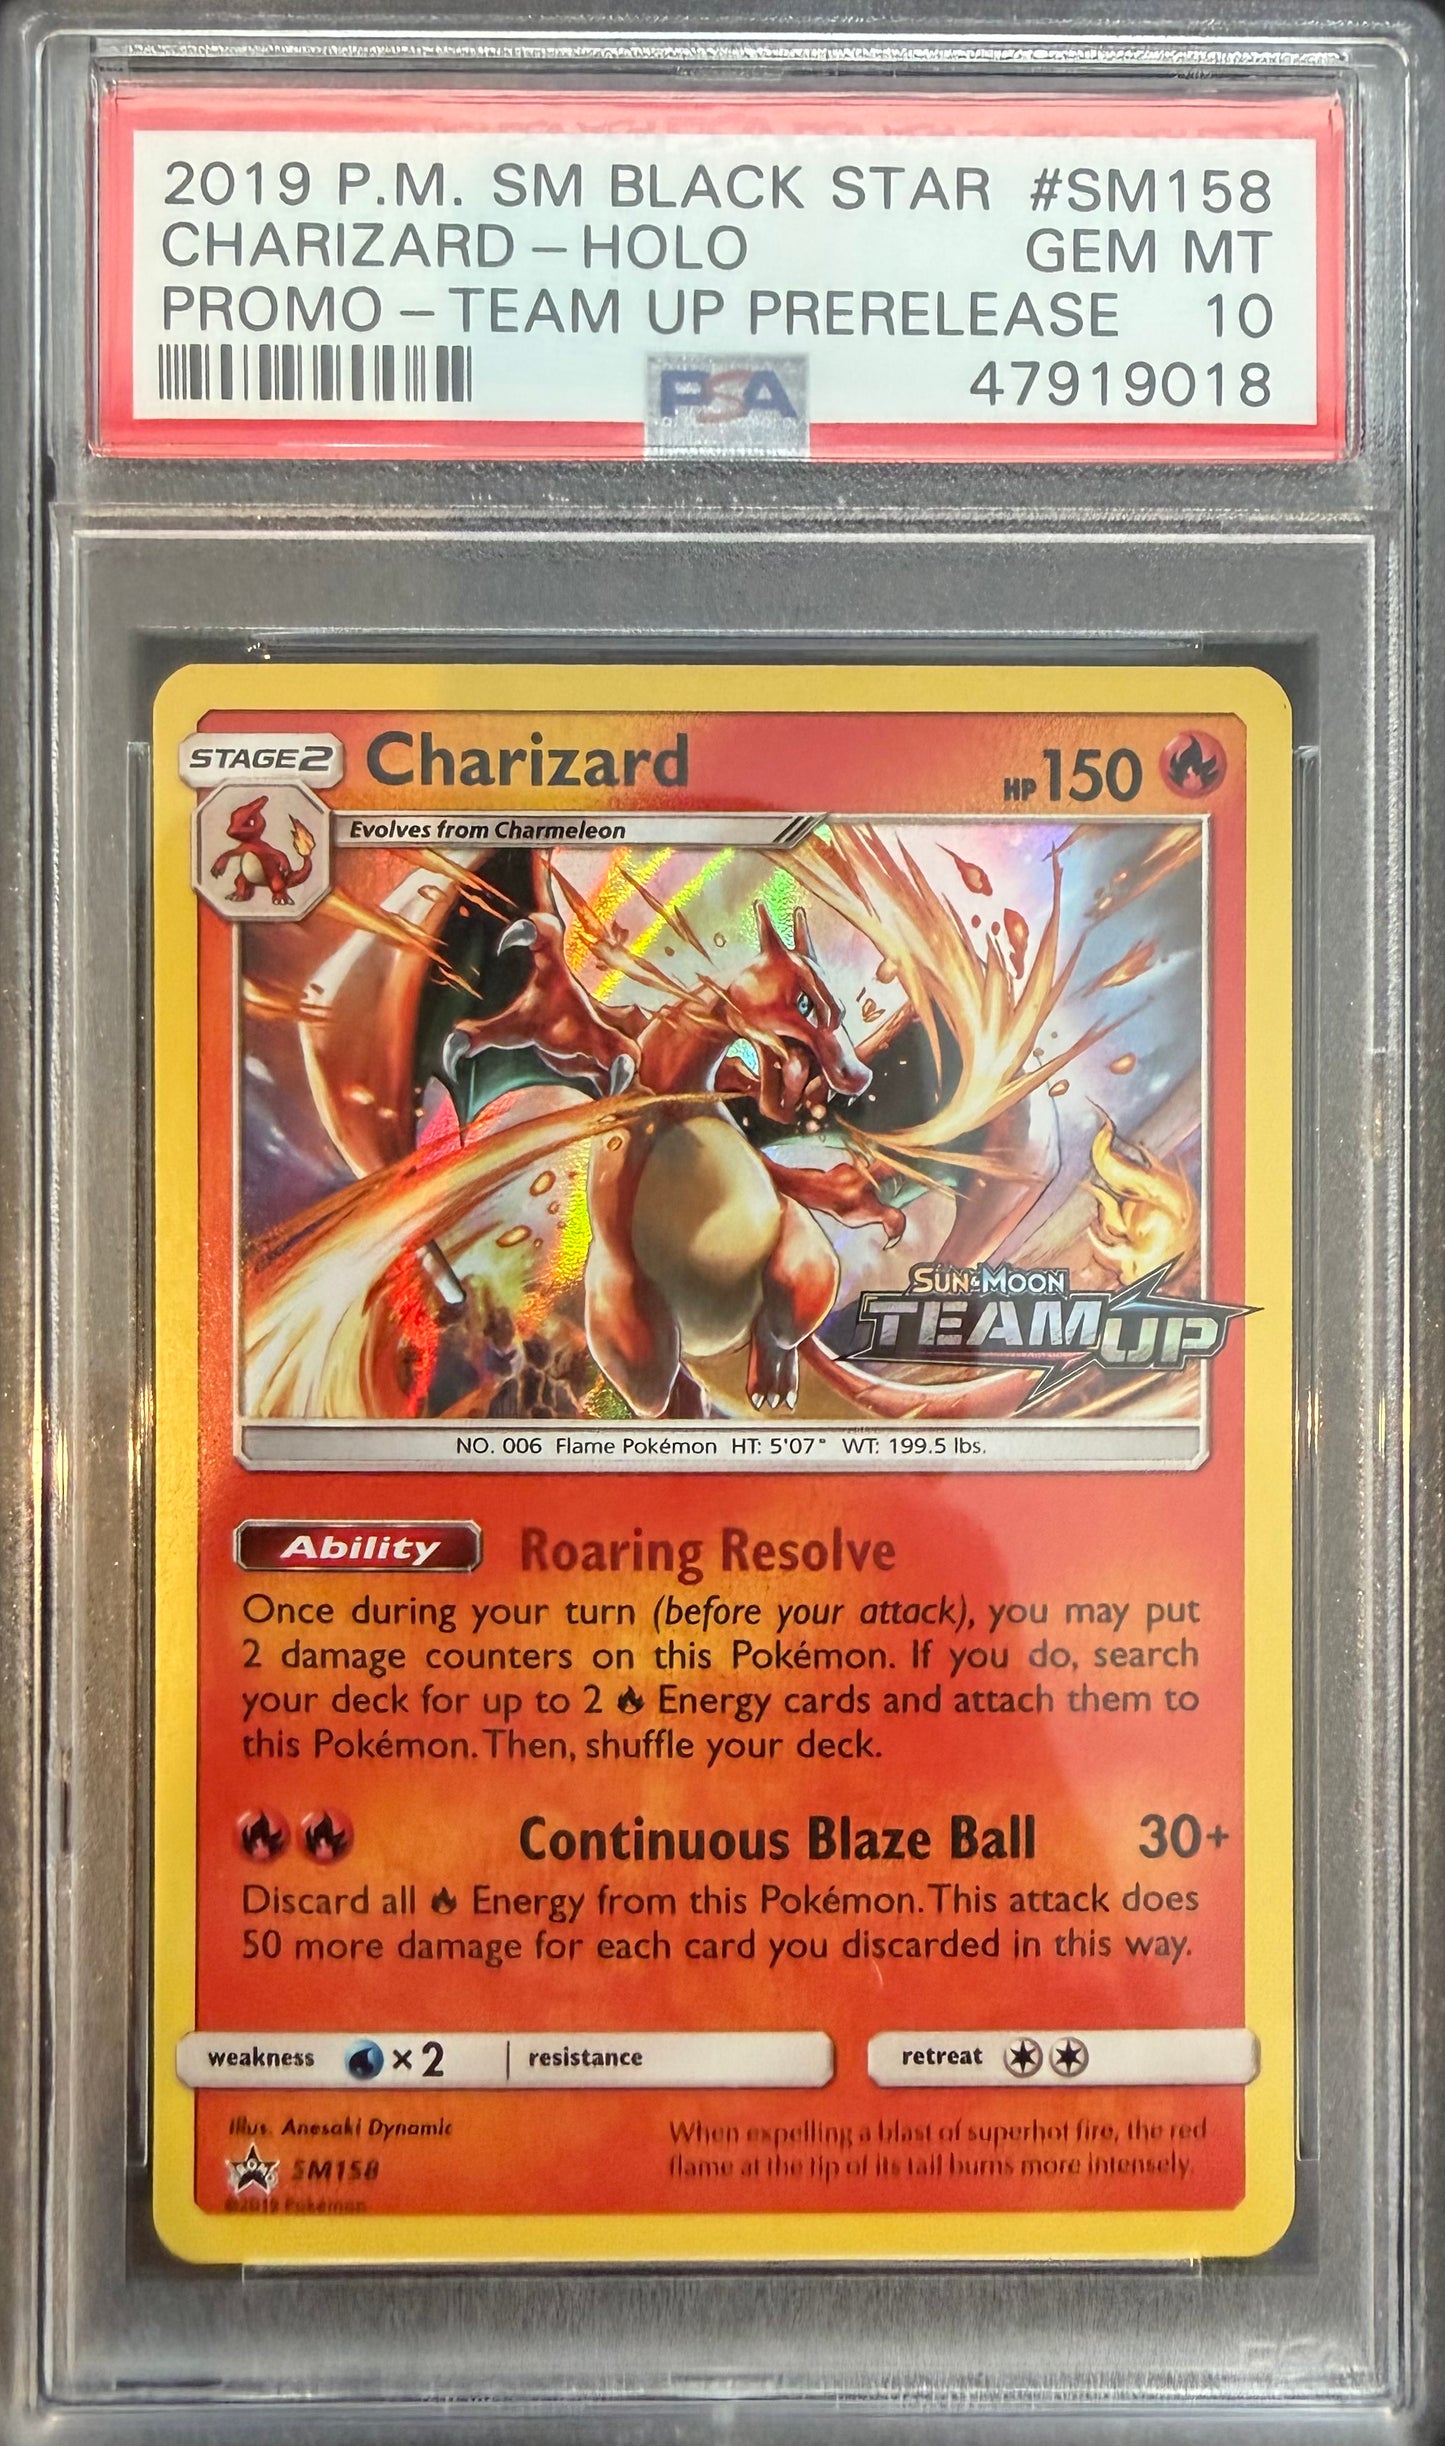 2019 P.M. SM BLACK STAR #SM158
CHARIZARD – HOLO GEM MT
PROMO – TEAM UP PRERELEASE 10
PSA 47919018
STAGE 2 Charizard HP 150
Evolves from Charmeleon
SUN & MOON
TEAM UP
NO. 006 Flame Pokémon HT: 5'07" WT: 199.5 lbs.
Ability Roaring Resolve
Once during your turn (before your attack), you may put
2 damage counters on this Pokémon. If you do, search
your deck for up to 2 Energy cards and attach them to
this Pokémon. Then, shuffle your deck.
Continuous Blaze Ball 30+
Discard all Energy from this Pokémon. This attack does
50 more damage for each card you discarded in this way.
weakness ×2 resistance retreat
Illus. Anesaki Dynamic
When expelling a blast of superhot fire, the red
flame at the tip of its tail burns more intensely.
PROMO SM158
©2019 Pokémon